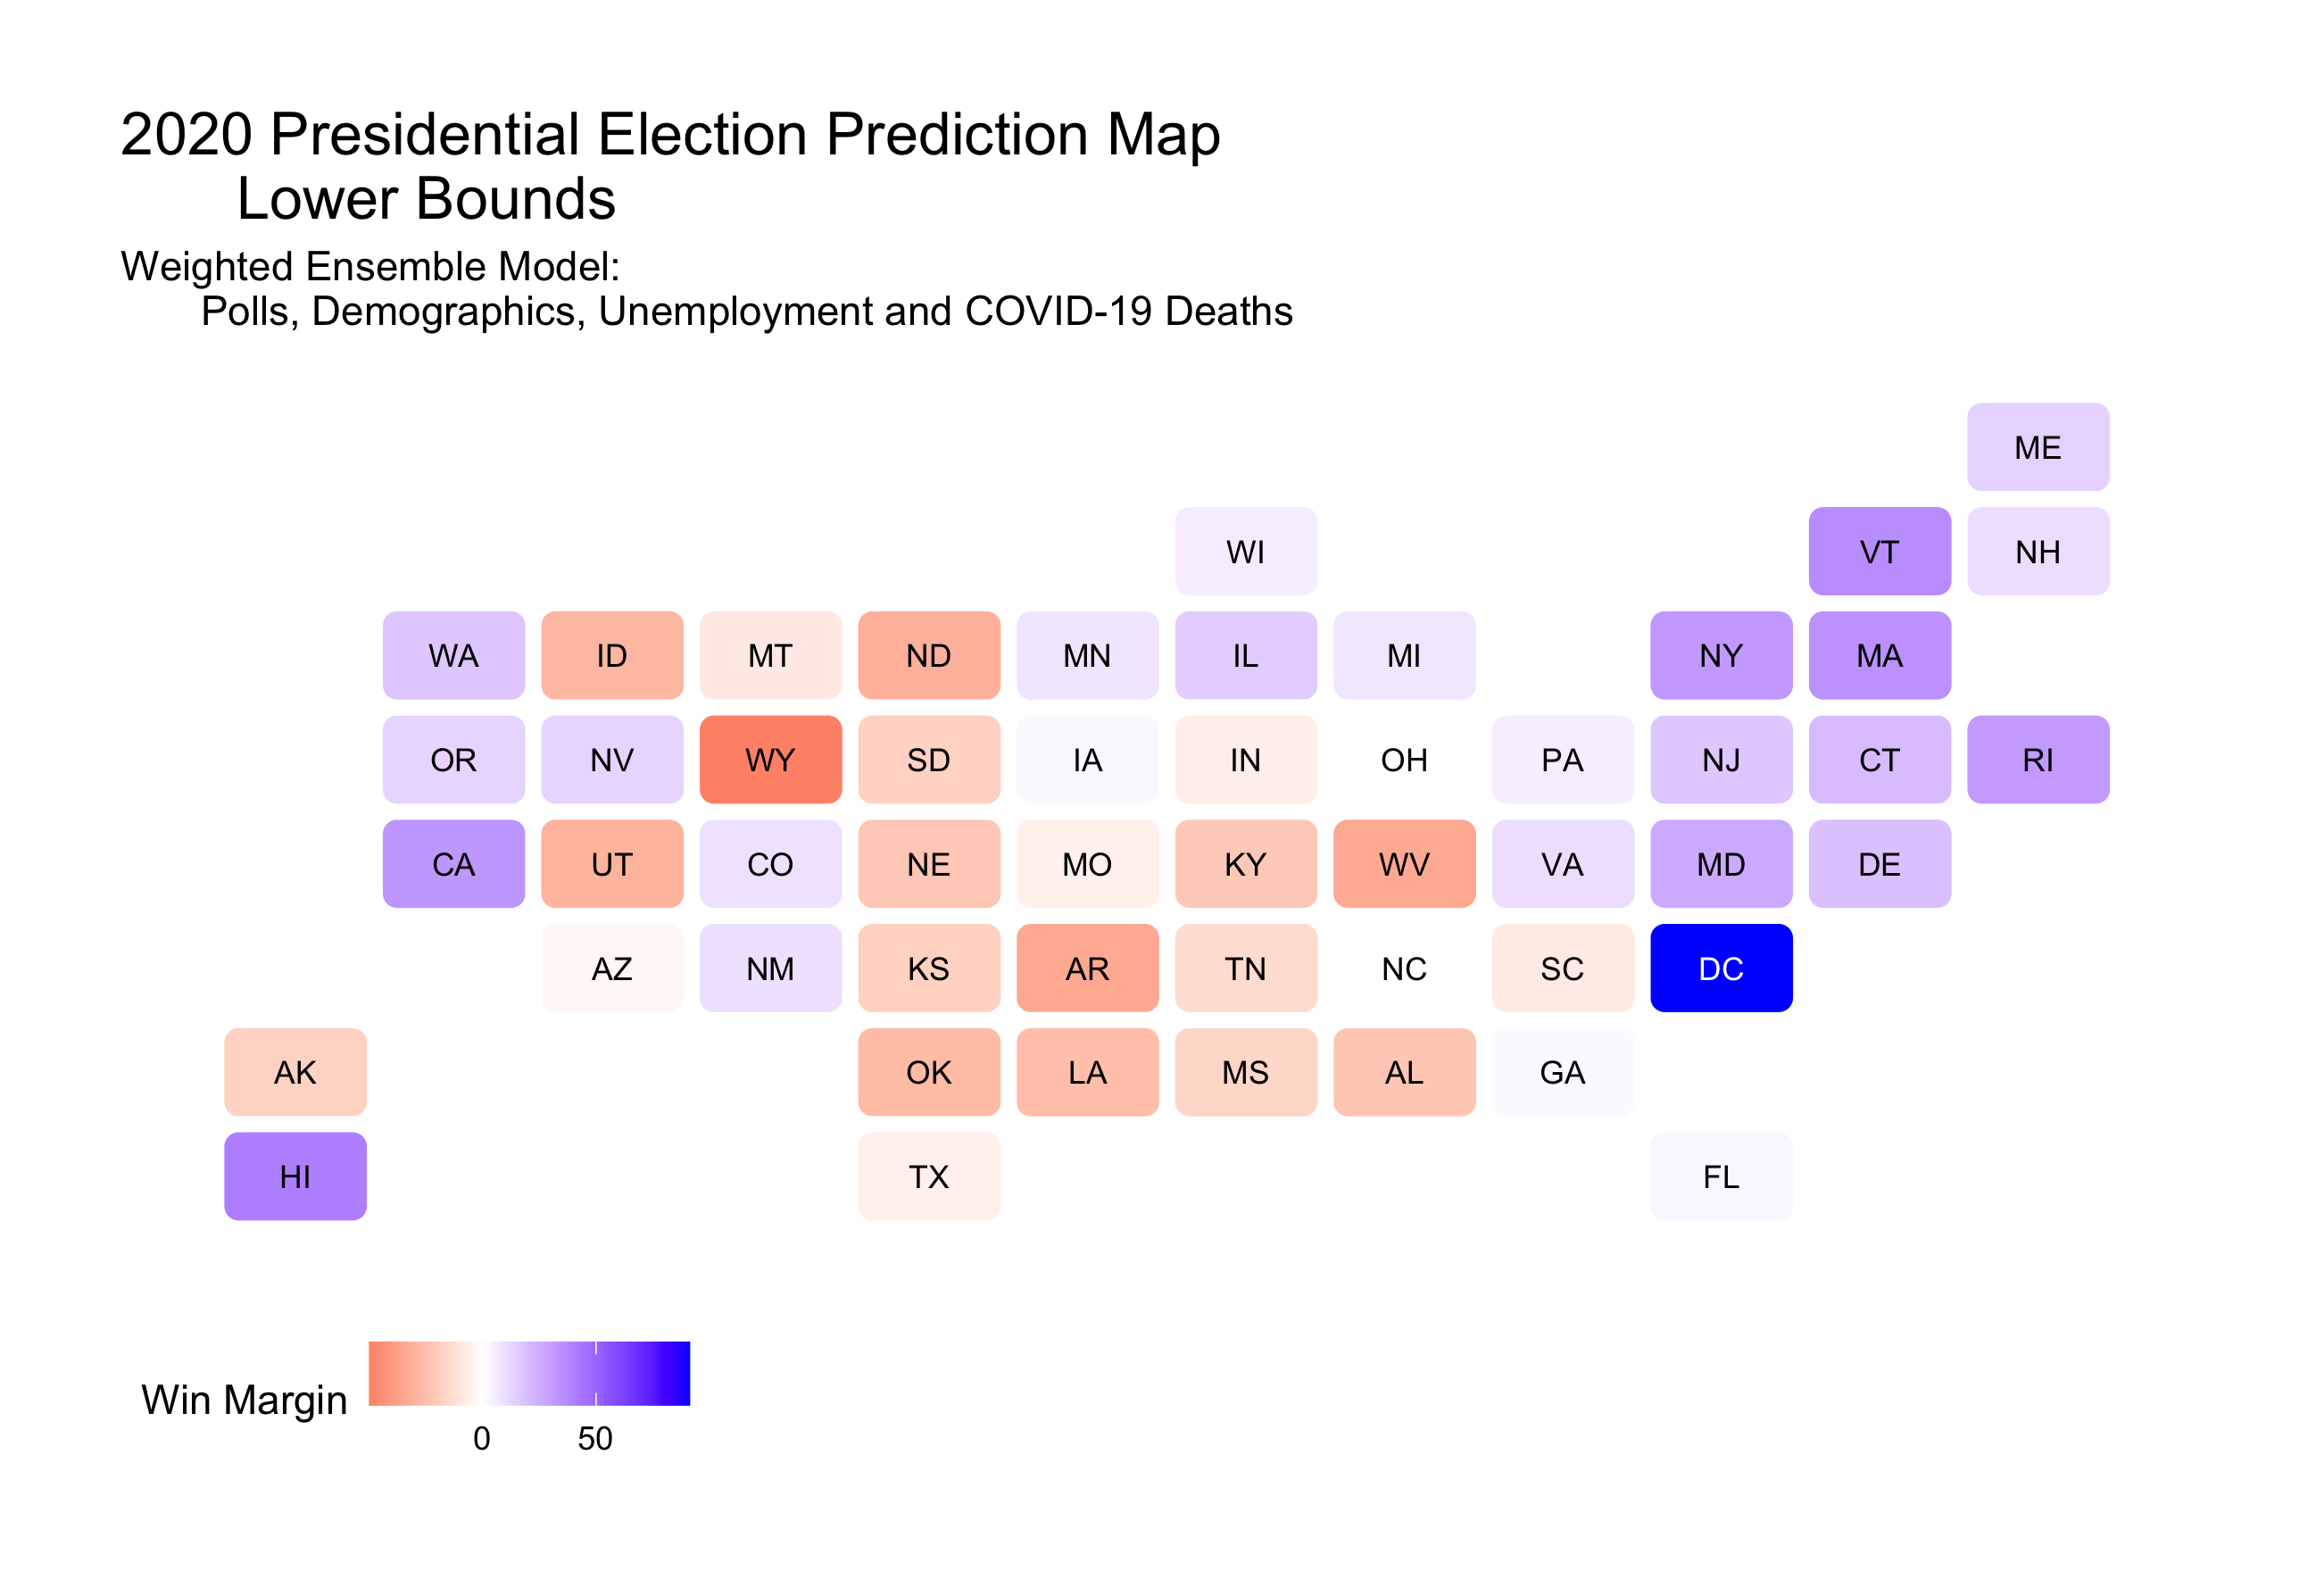 2020 Presidential Election Prediction Map
Lower Bounds
Weighted Ensemble Model:
Polls, Demographics, Unemployment and COVID-19 Deaths
ME
WI VT NH
WA ID MT ND MN IL MI NY MA
OR NV WY SD IA IN OH PA NJ CT RI
CA UT CO NE MO KY WV VA MD DE
AZ NM KS AR TN NC SC DC
AK OK LA MS AL GA
HI TX FL
Win Margin
0 50